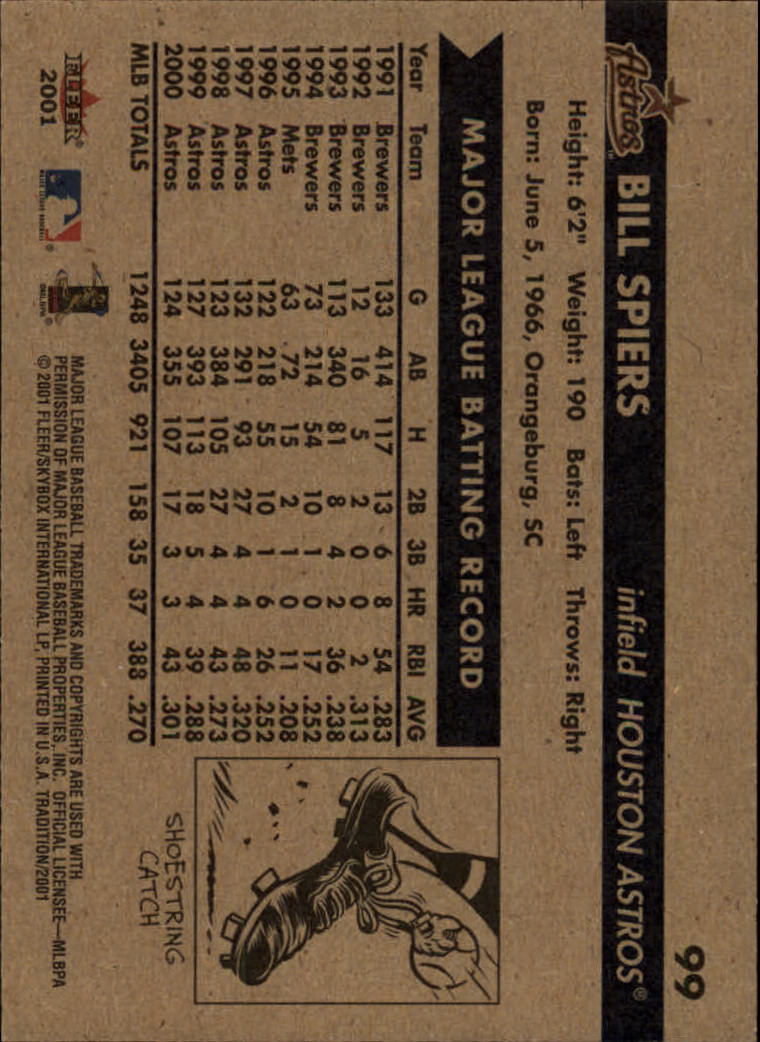 99
Astros BILL SPIERS infield HOUSTON ASTROS®
Height: 6'2" Weight: 190 Bats: Left Throws: Right
Born: June 5, 1966, Orangeburg, SC
MAJOR LEAGUE BATTING RECORD
Year Team G AB H 2B 3B HR RBI AVG
1991 Brewers 133 414 117 13 6 8 54 .283
1992 Brewers 12 16 5 2 0 0 2 .313
1993 Brewers 113 340 81 8 4 2 36 .238
1994 Brewers 73 214 54 10 1 0 17 .252
1995 Mets 63 72 15 2 1 0 11 .208
1996 Astros 122 218 55 10 1 6 26 .252
1997 Astros 132 291 93 27 4 4 48 .320
1998 Astros 123 384 105 27 4 4 43 .273
1999 Astros 127 393 113 18 5 4 39 .288
2000 Astros 124 355 107 17 3 3 43 .301
MLB TOTALS 1248 3405 921 158 35 37 388 .270
SHOESTRING
CATCH
FLEER®
2001
MAJOR LEAGUE BASEBALL TRADEMARKS AND COPYRIGHTS ARE USED WITH
PERMISSION OF MAJOR LEAGUE BASEBALL PROPERTIES, INC. OFFICIAL LICENSEE—MLBPA
© 2001 FLEER/SKYBOX INTERNATIONAL LP, PRINTED IN U.S.A. TRADITION/2001